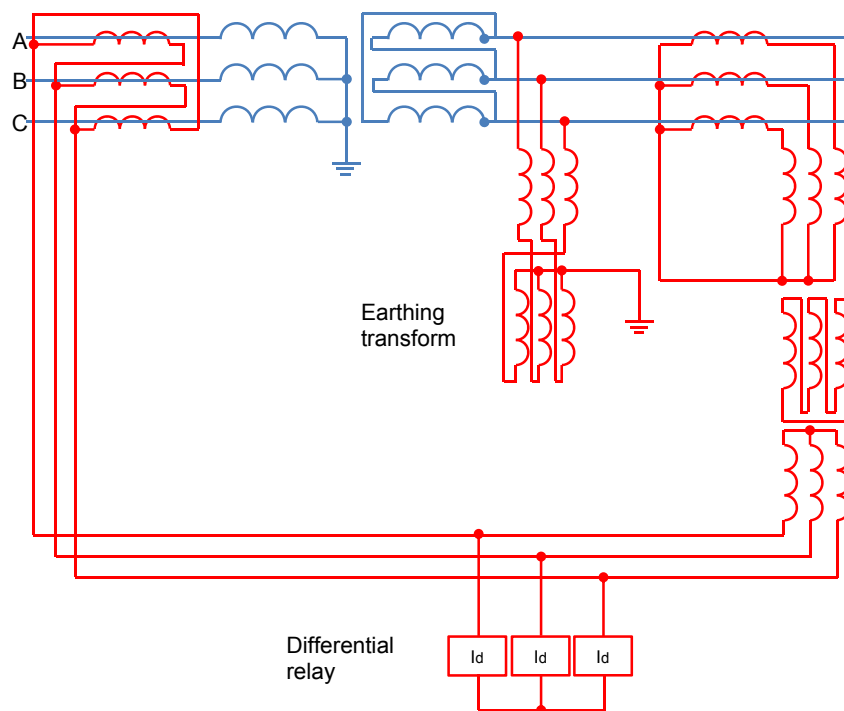 A
B
C
Earthing
transform
Differential
relay
Id
Id
Id